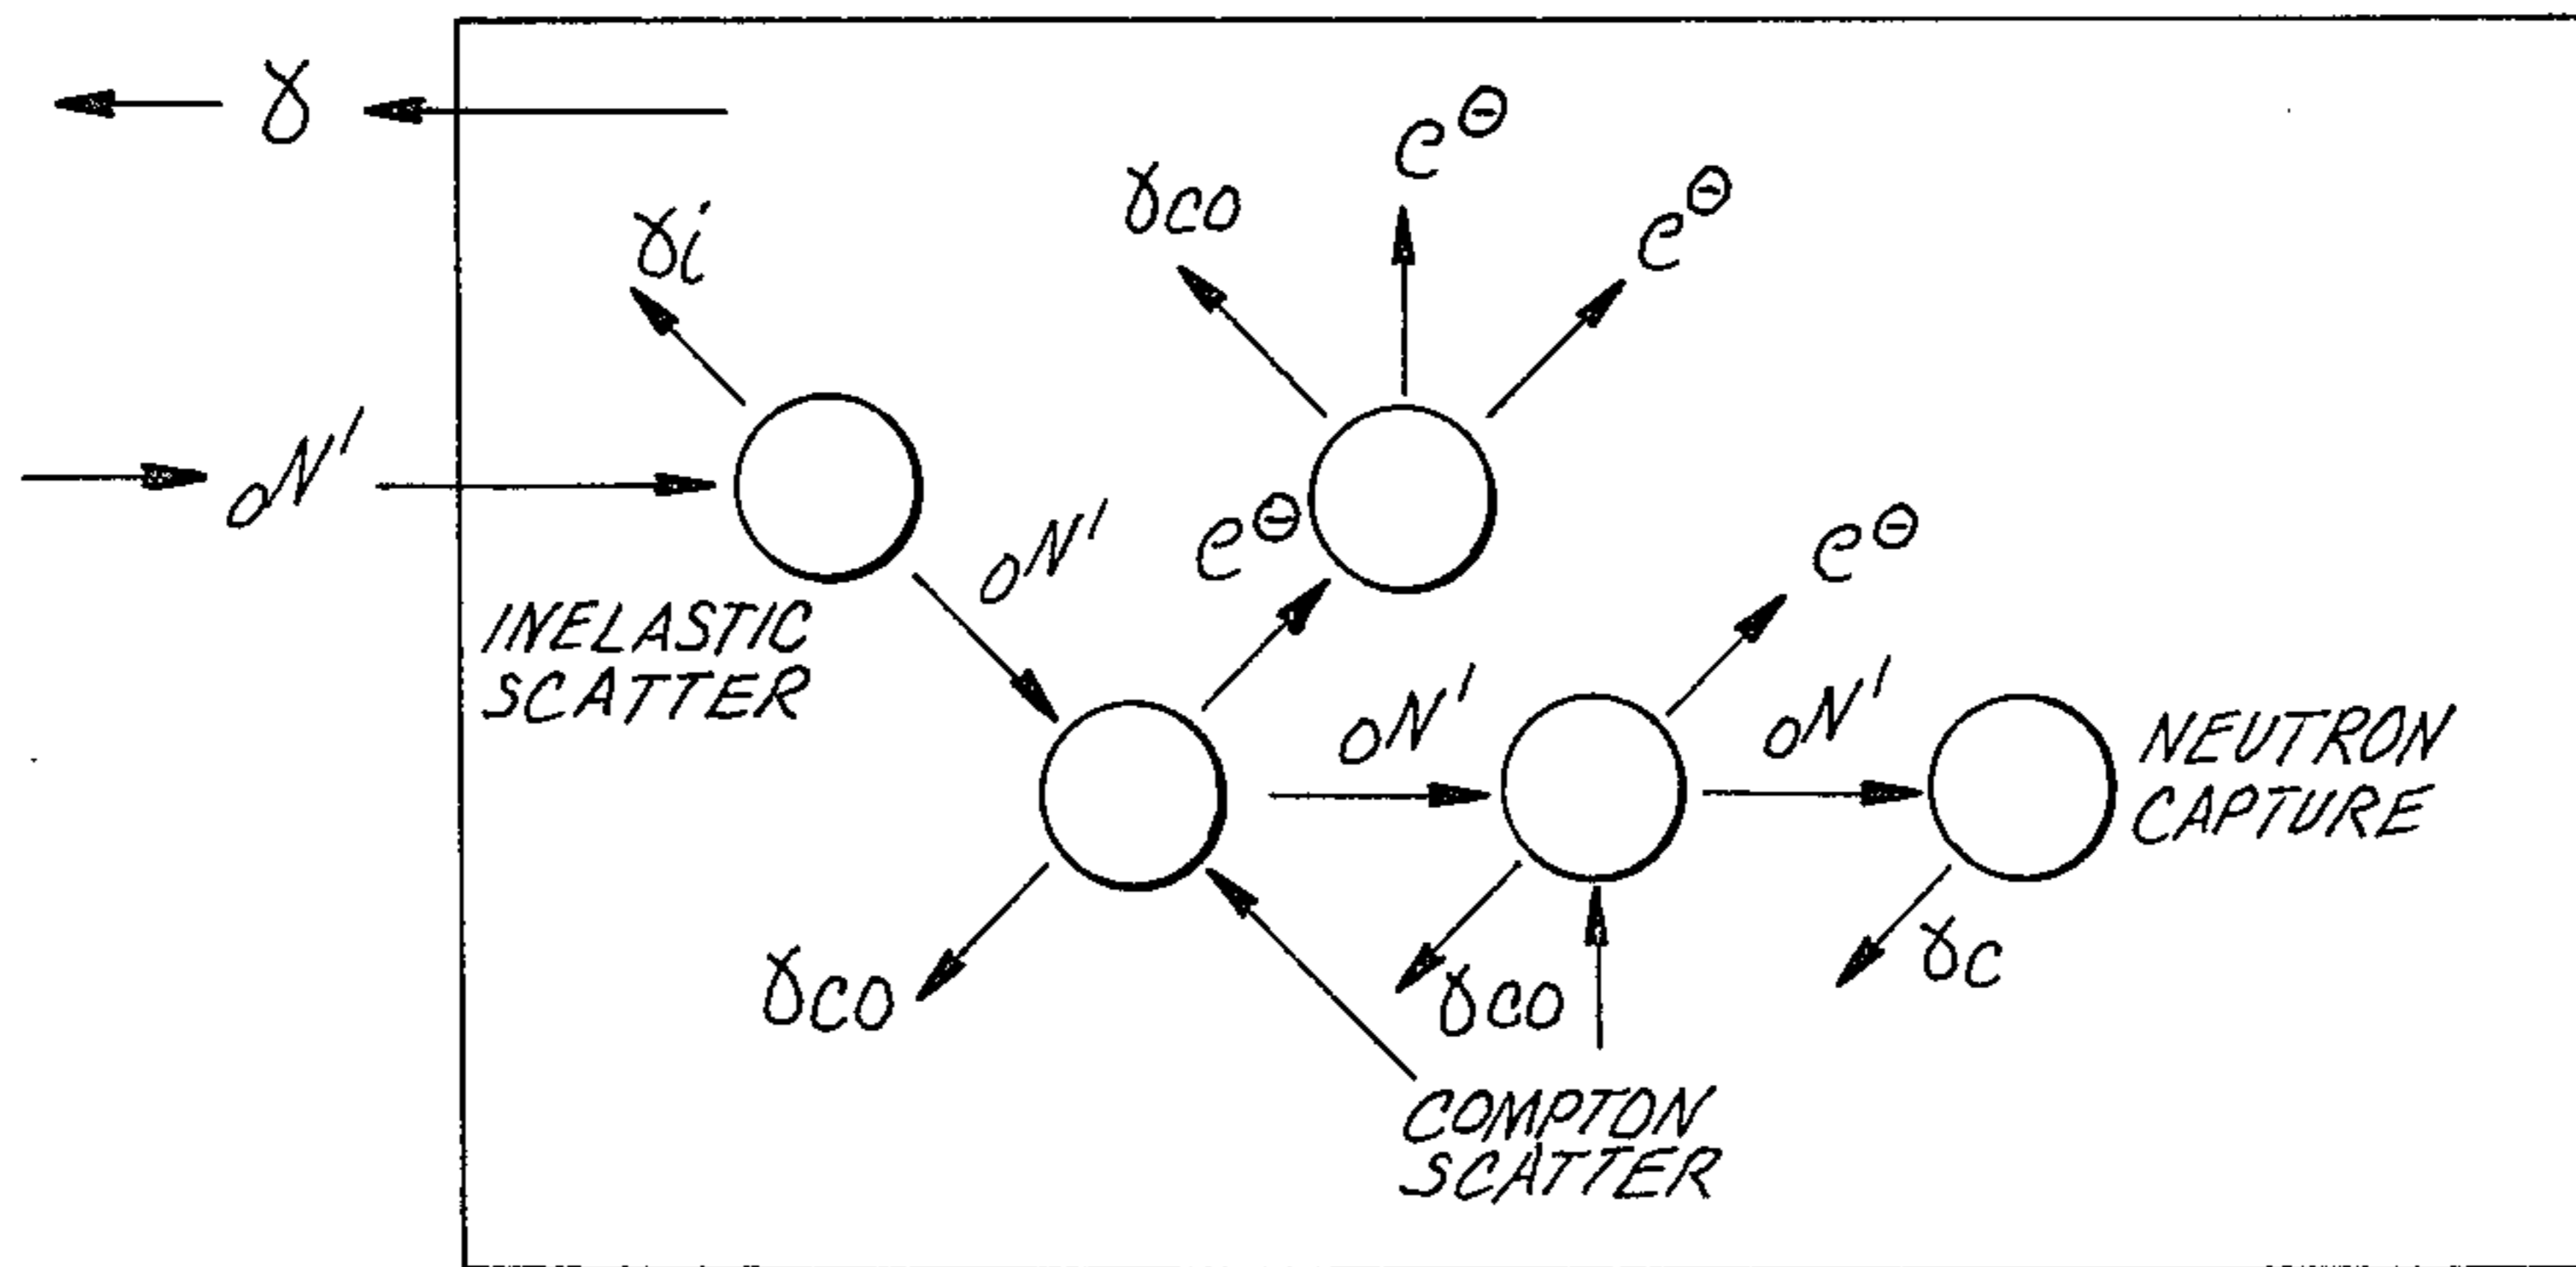 γ
γi
γco
e⊖
e⊖
₀N¹
INELASTIC
SCATTER
₀N¹
e⊖
e⊖
₀N¹
₀N¹
NEUTRON
CAPTURE
γco
γco
γc
COMPTON
SCATTER